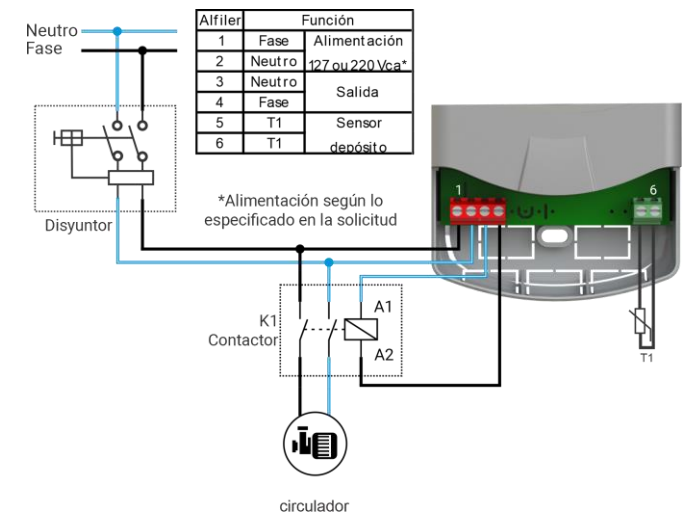 Neutro
Fase
Alfiler Función
1 Fase Alimentación
2 Neutro 127 ou 220 Vca*
3 Neutro Salida
4 Fase
5 T1 Sensor
6 T1 depósito
*Alimentación según lo
especificado en la solicitud
Disyuntor
1 6
K1
Contactor
A1
A2
T1
circulador